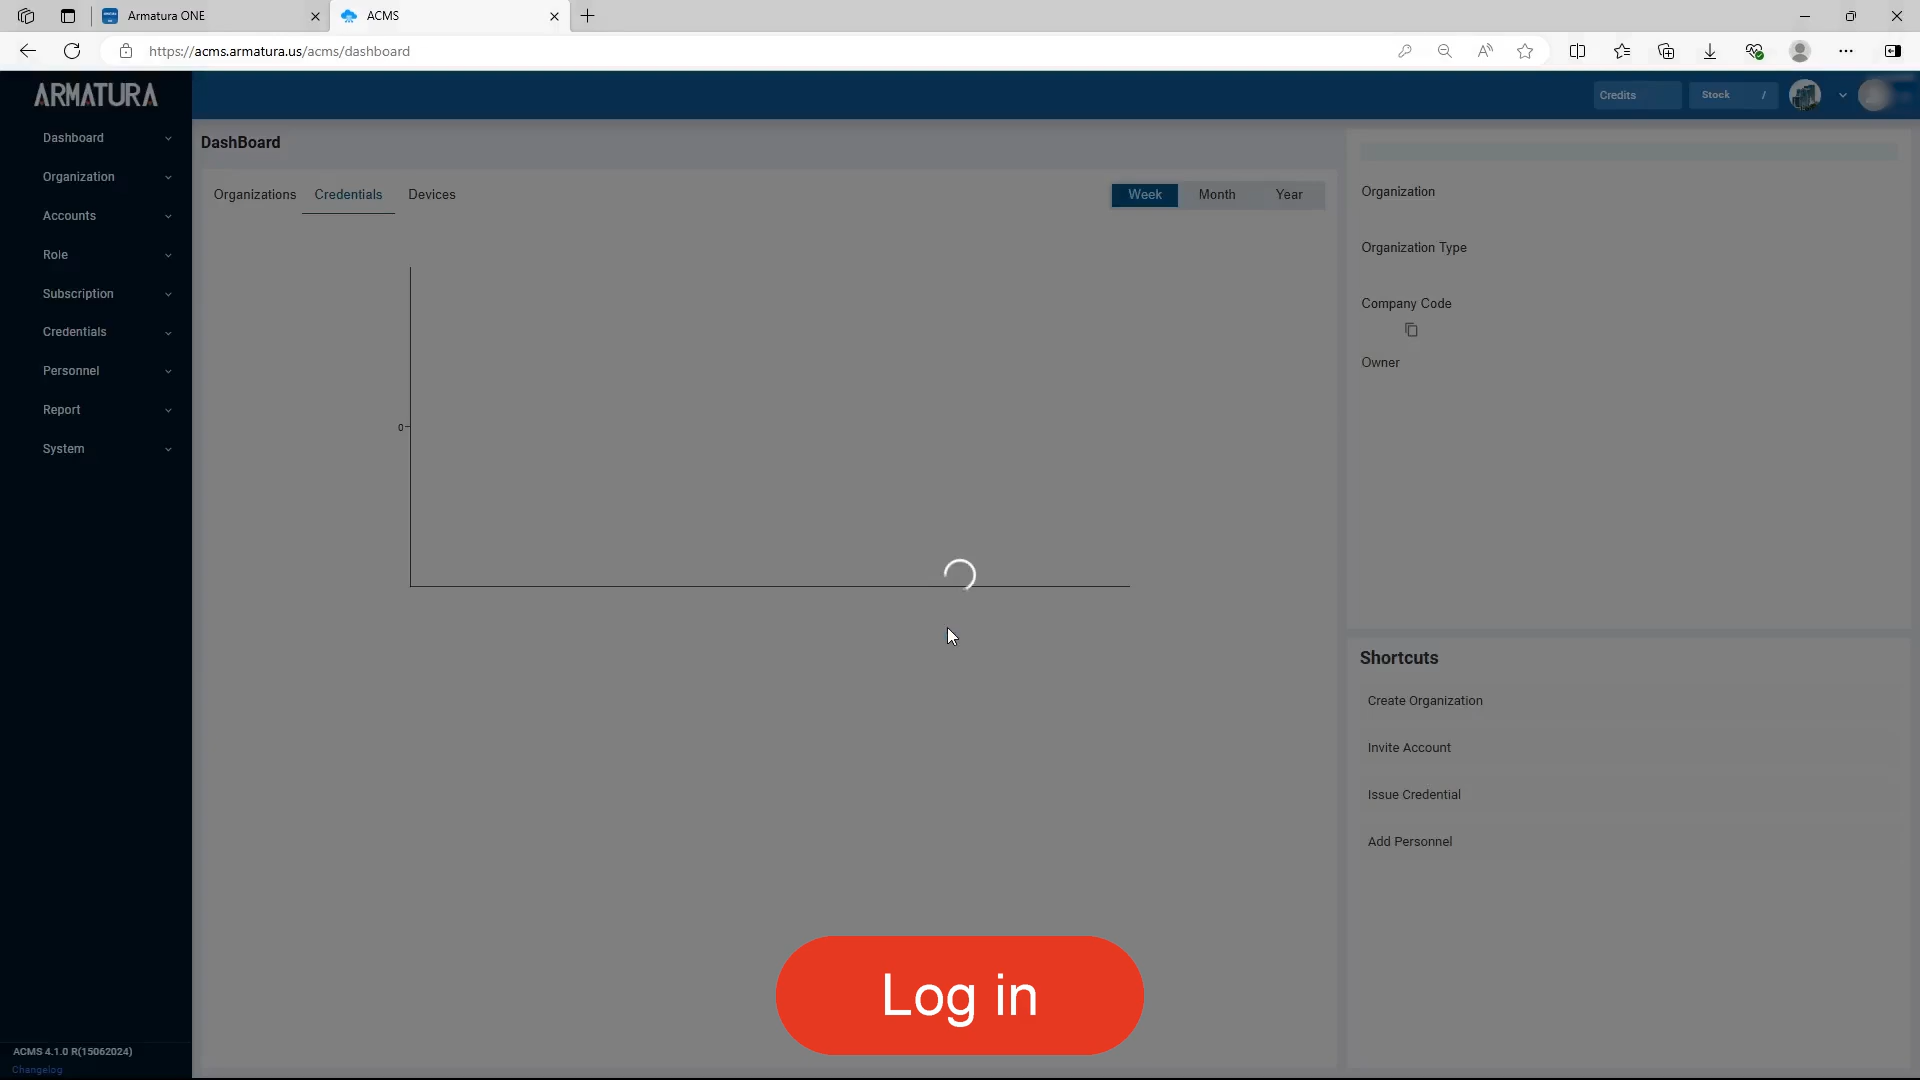 Armatura ONE
ACMS
https://acms.armatura.us/acms/dashboard
ARMATURA
Credits
Stock /
Dashboard
Organization
Accounts
Role
Subscription
Credentials
Personnel
Report
System
DashBoard
Organizations Credentials Devices
Week Month Year
0
Organization
Organization Type
Company Code
Owner
Shortcuts
Create Organization
Invite Account
Issue Credential
Add Personnel
Log in
ACMS 4.1.0 R(15062024)
Changelog